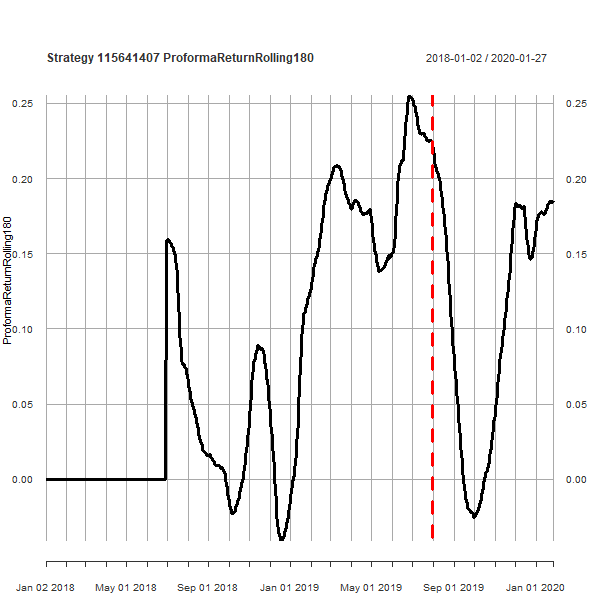 Strategy 115641407 ProformaReturnRolling180
2018-01-02 / 2020-01-27
ProformaReturnRolling180
0.25 0.25
0.20 0.20
0.15 0.15
0.10 0.10
0.05 0.05
0.00 0.00
Jan 02 2018 May 01 2018 Sep 01 2018 Jan 01 2019 May 01 2019 Sep 01 2019 Jan 01 2020